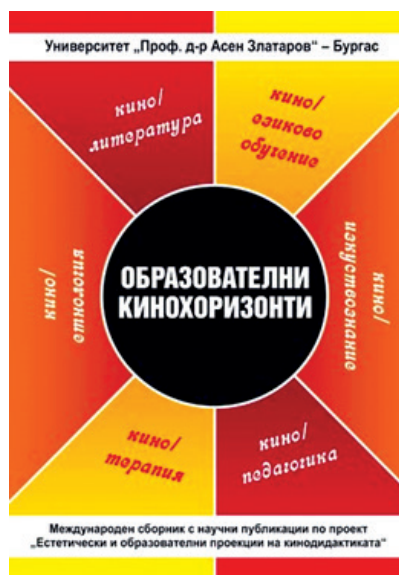 Университет „Проф. д-р Асен Златаров“ – Бургас
кино/
литература
кино/
езиково
обучение
кино/
етнология
ОБРАЗОВАТЕЛНИ
КИНОХОРИЗОНТИ
кино/
изкуствознание
кино/
терапия
кино/
педагогика
Международен сборник с научни публикации по проект
„Естетически и образователни проекции на кинодидактиката“